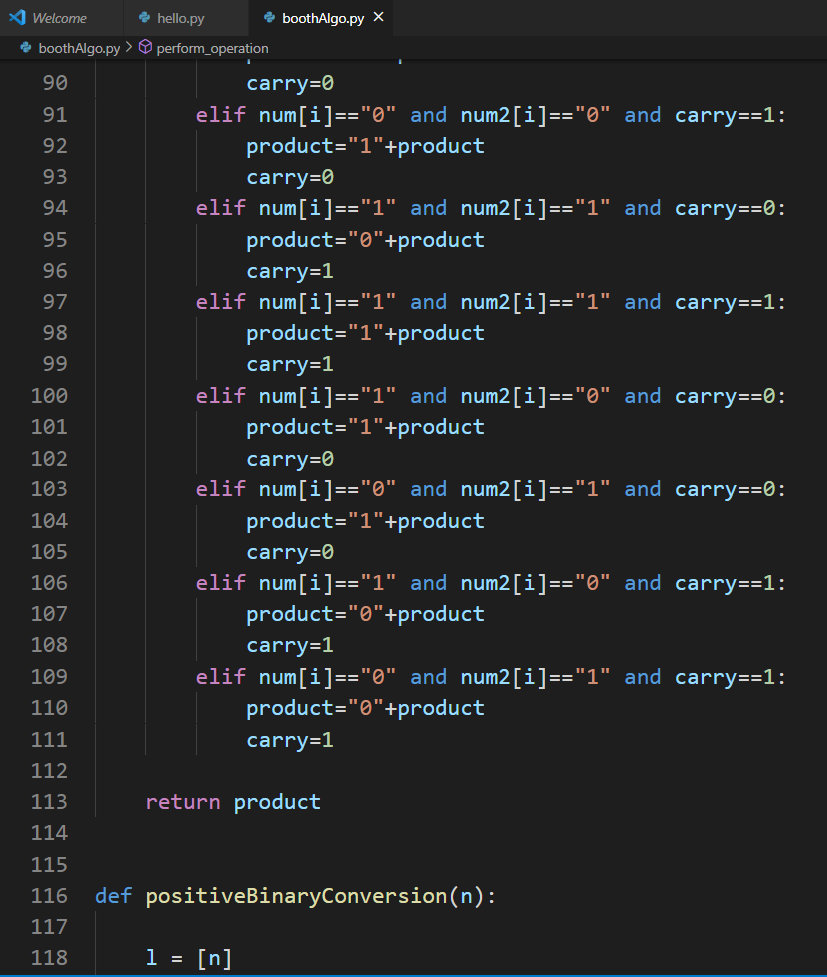 Welcome hello.py boothAlgo.py
boothAlgo.py > perform_operation
90 carry=0
91 elif num[i]=="0" and num2[i]=="0" and carry==1:
92 product="1"+product
93 carry=0
94 elif num[i]=="1" and num2[i]=="1" and carry==0:
95 product="0"+product
96 carry=1
97 elif num[i]=="1" and num2[i]=="1" and carry==1:
98 product="1"+product
99 carry=1
100 elif num[i]=="1" and num2[i]=="0" and carry==0:
101 product="1"+product
102 carry=0
103 elif num[i]=="0" and num2[i]=="1" and carry==0:
104 product="1"+product
105 carry=0
106 elif num[i]=="1" and num2[i]=="0" and carry==1:
107 product="0"+product
108 carry=1
109 elif num[i]=="0" and num2[i]=="1" and carry==1:
110 product="0"+product
111 carry=1
112
113 return product
114
115
116 def positiveBinaryConversion(n):
117
118 l = [n]